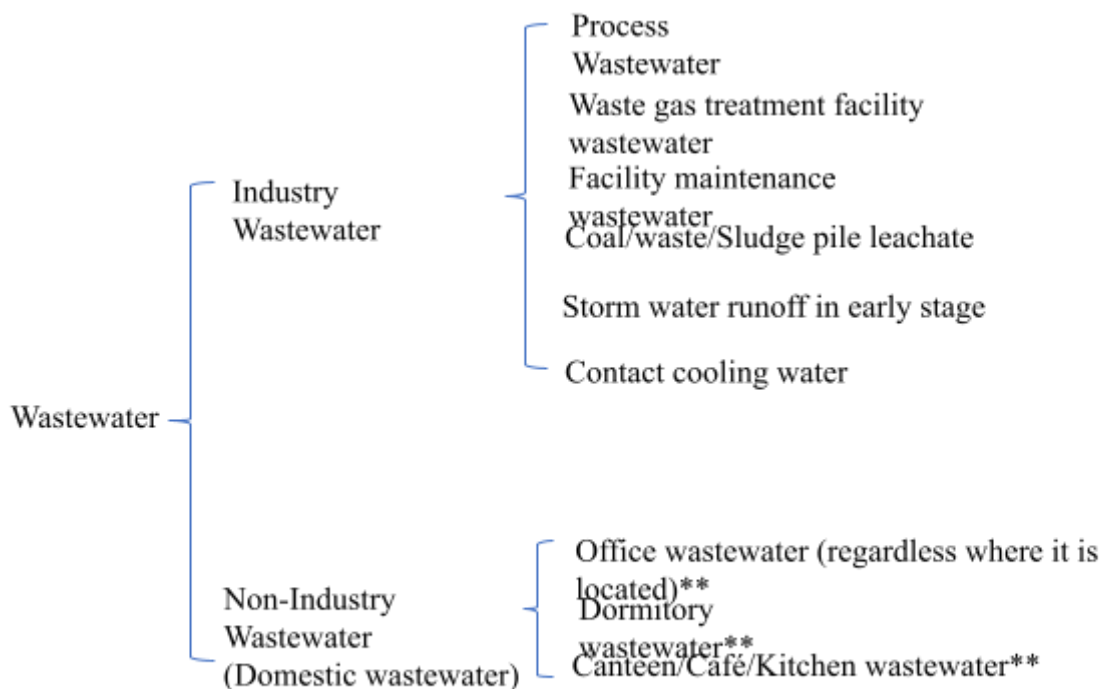 Process
Wastewater
Waste gas treatment facility
wastewater
Facility maintenance
wastewater
Coal/waste/Sludge pile leachate
Storm water runoff in early stage
Contact cooling water
Industry
Wastewater
Wastewater
Office wastewater (regardless where it is
located)**
Dormitory
wastewater**
Canteen/Café/Kitchen wastewater**
Non-Industry
Wastewater
(Domestic wastewater)